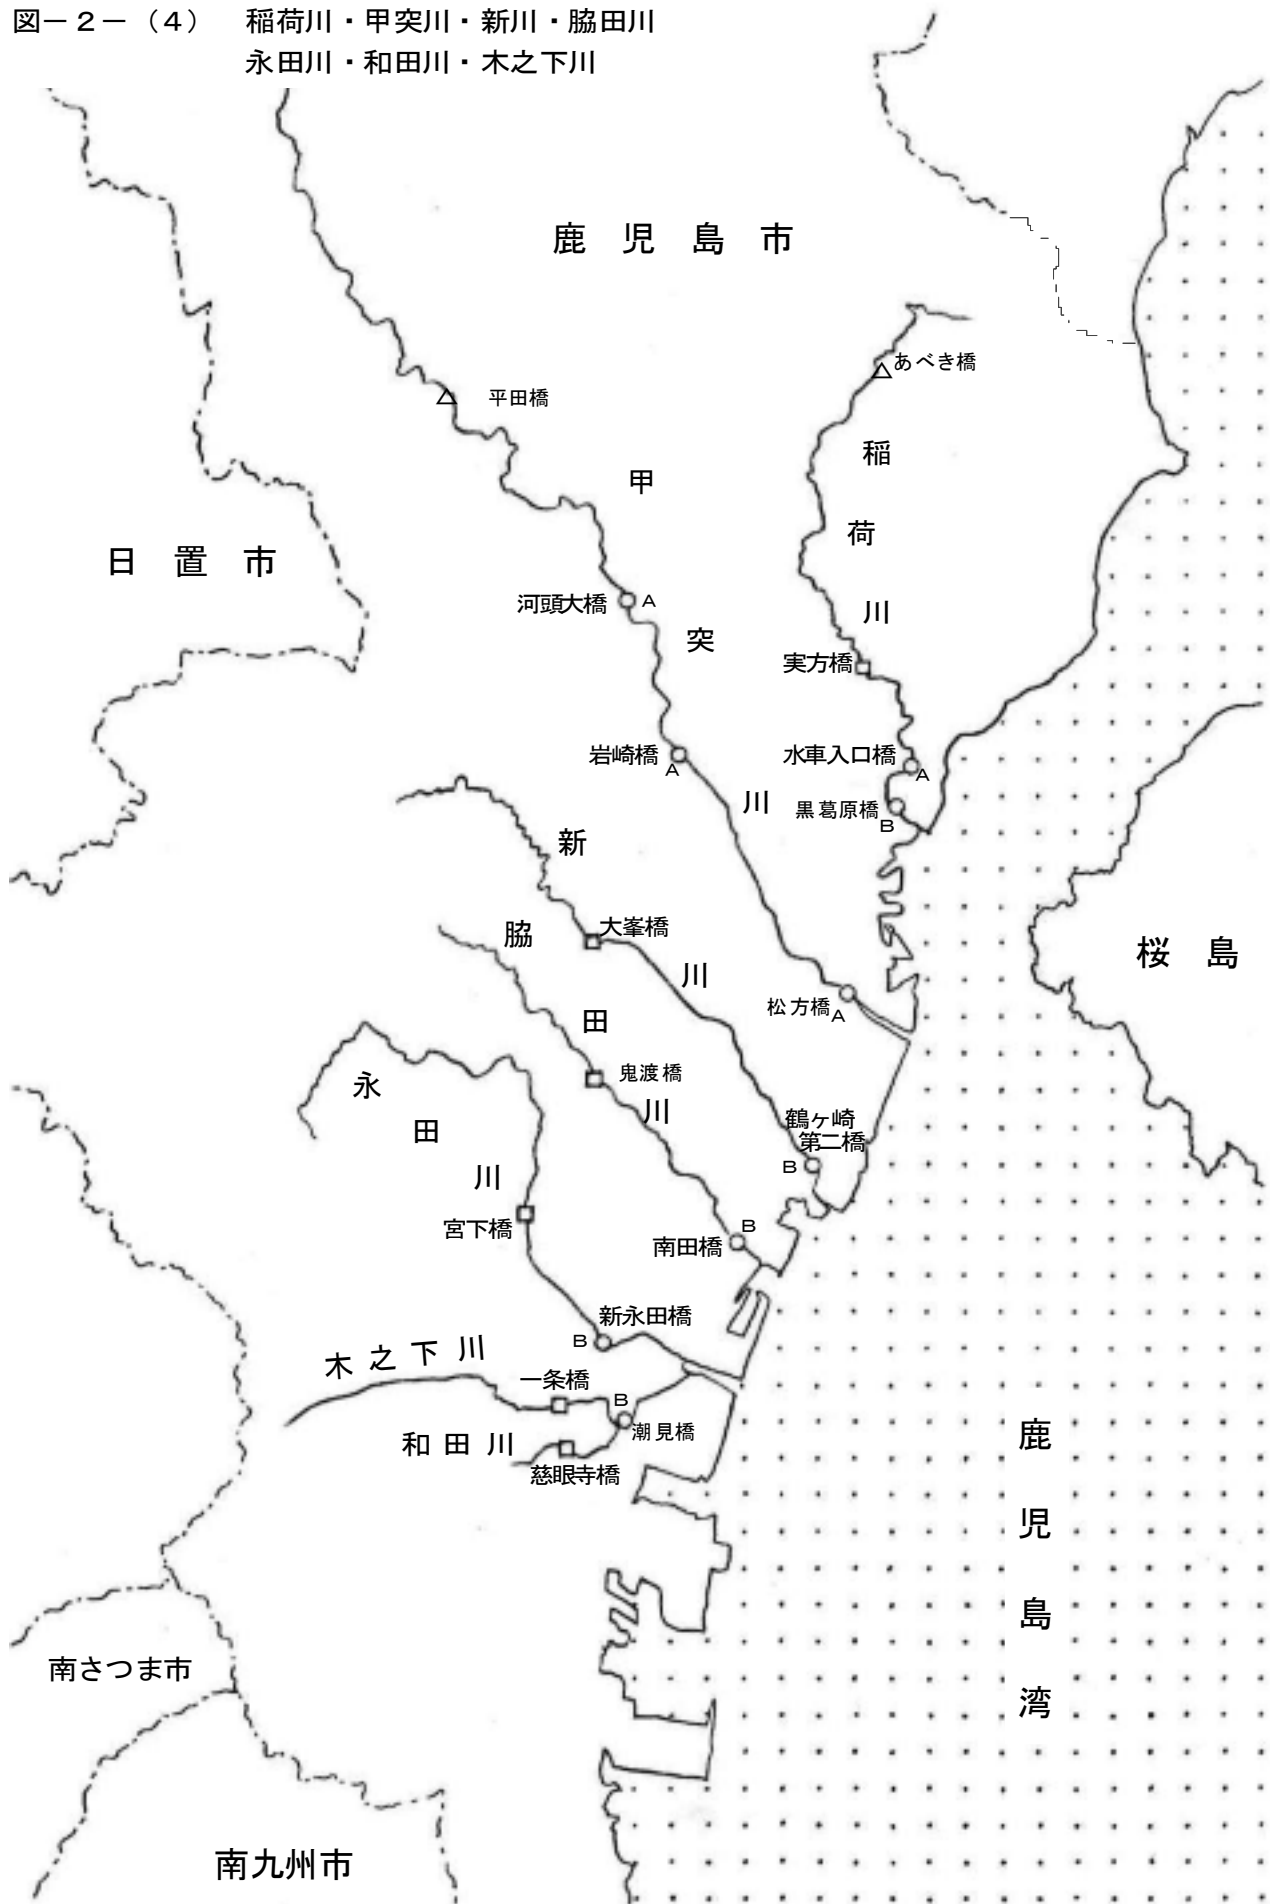 図－２－（４）　稲荷川・甲突川・新川・脇田川
永田川・和田川・木之下川
鹿児島市
あべき橋
平田橋
稲荷川
甲突川
日置市
河頭大橋
A
実方橋
岩崎橋
A
水車入口橋
A
黒葛原橋
B
新川
大峯橋
脇田川
桜島
松方橋
A
鬼渡橋
永田川
鶴ヶ崎
第二橋
B
宮下橋
B
南田橋
新永田橋
B
木之下川
一条橋
B
潮見橋
和田川
慈眼寺橋
鹿児島湾
南さつま市
南九州市